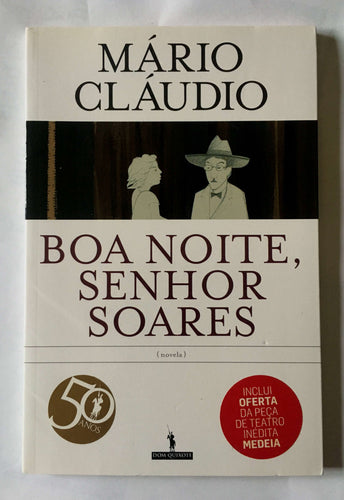 MÁRIO
CLÁUDIO
BOA NOITE,
SENHOR
SOARES
(novela)
50
ANOS
DOM QUIXOTE
INCLUI
OFERTA
DA PEÇA
DE TEATRO
INÉDITA
MEDEIA